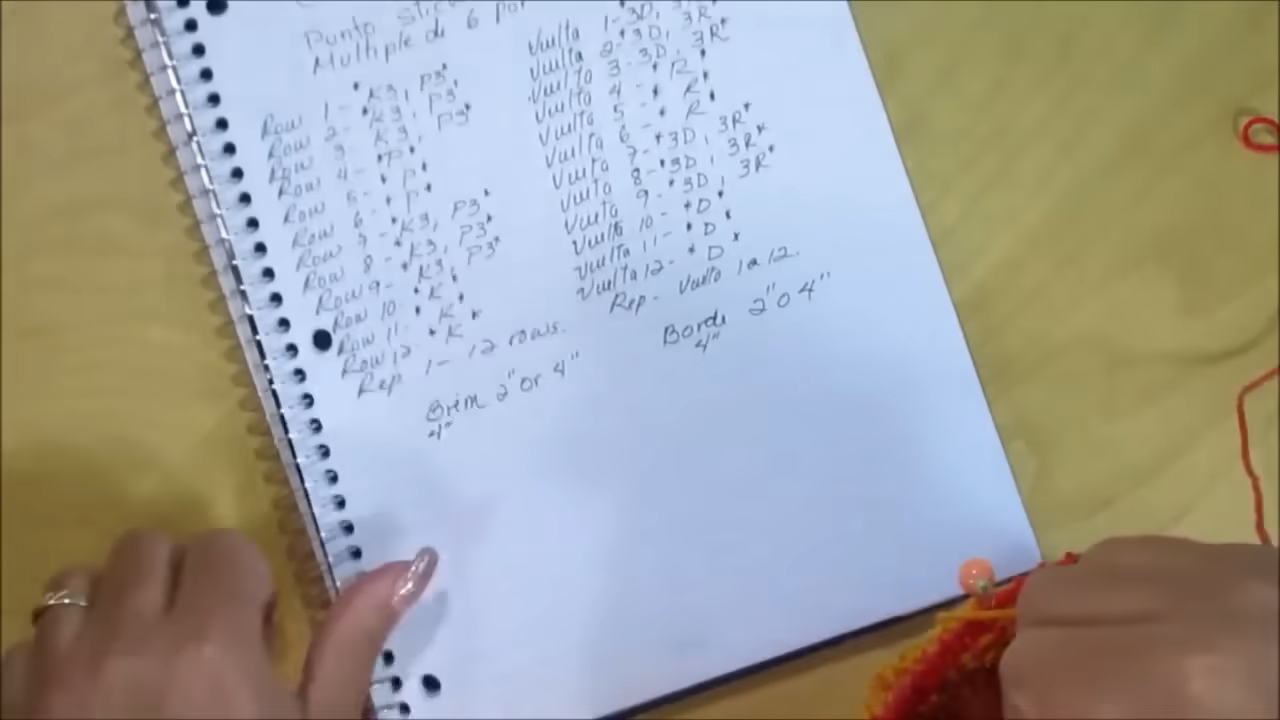 Punto
Multiple de 6 por
Row 1- *K3, P3*
Row 2- *K3, P3*
Row 3- K3, P3*
Row 4- *P*
Row 5- * P*
Row 6- * P*
Row 7- *K3, P3*
Row 8- *K3, P3*
Row 9- *K3, P3*
Row 10- * K*
Row 11- * K*
Row 12- * K *
Rep 1-12 rows.
Brim 2" or 4"
4"
Vuelta 1-*3D, 3R*
Vuelta 2-*3D, 3R*
Vuelta 3-*3D, 3R*
Vuelta 4-* R*
Vuelta 5-* R*
Vuelta 6-* R*
Vuelta 7-*3D, 3R*
Vuelta 8-*3D, 3R*
Vuelta 9-*3D, 3R*
Vuelta 10- *D*
Vuelta 11- *D*
Vuelta 12- * D *
Rep- Vuelta 1 a 12.
Borde 2" o 4"
4"